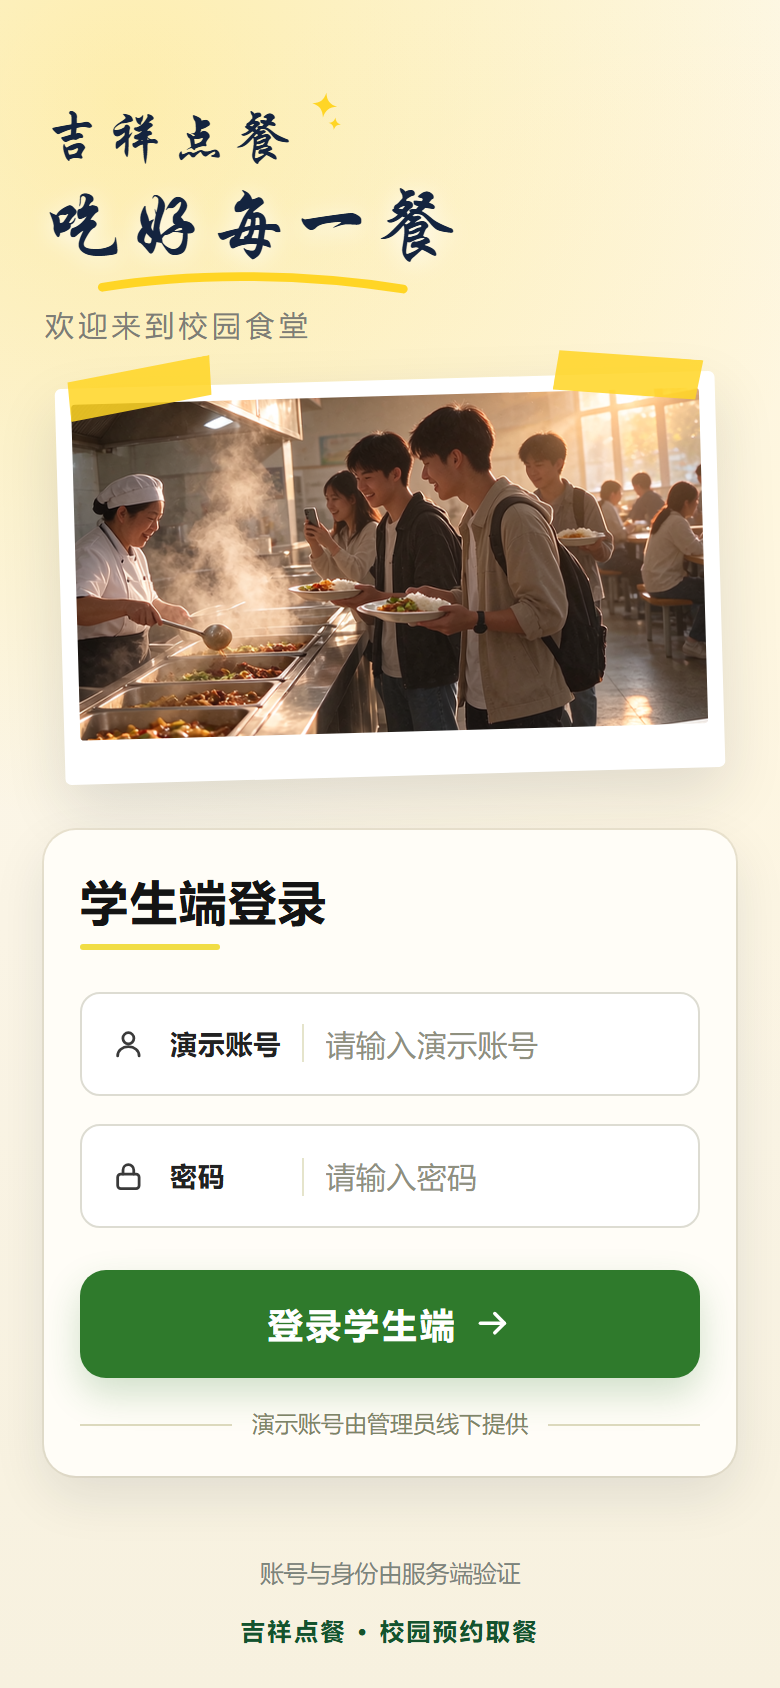 吉祥点餐
吃好每一餐
欢迎来到校园食堂
学生端登录
演示账号 请输入演示账号
密码 请输入密码
登录学生端 →
演示账号由管理员线下提供
账号与身份由服务端验证
吉祥点餐 · 校园预约取餐